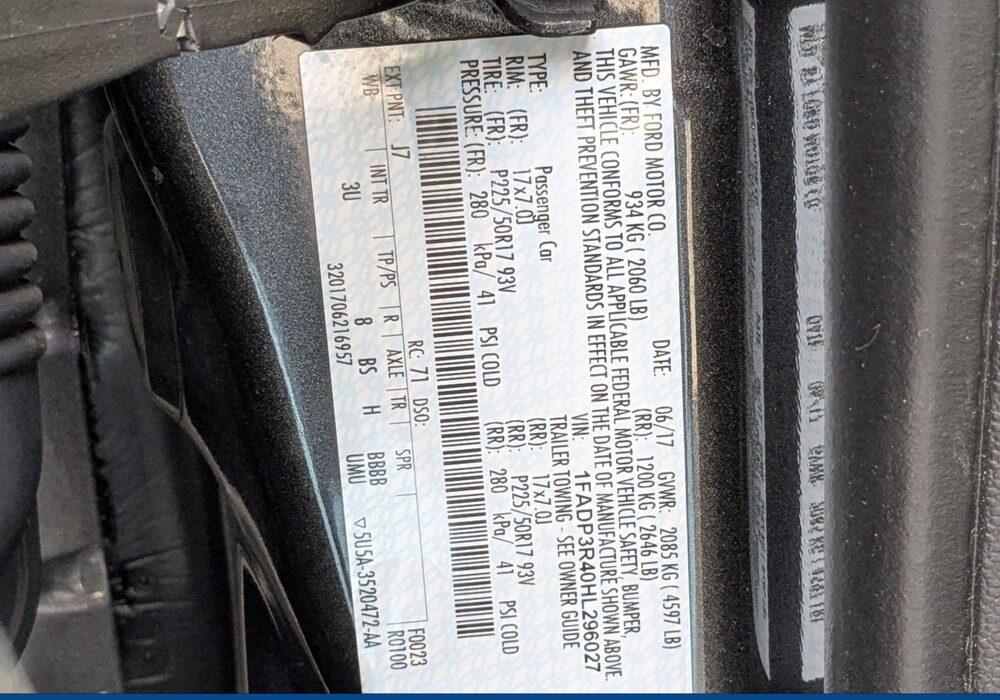 MFD. BY FORD MOTOR CO. DATE: 06/17 GVWR: 2085 KG ( 4597 LB)
GAWR: (FR): 934 KG ( 2060 LB) (RR): 1200 KG ( 2646 LB)
THIS VEHICLE CONFORMS TO ALL APPLICABLE FEDERAL MOTOR VEHICLE SAFETY, BUMPER,
AND THEFT PREVENTION STANDARDS IN EFFECT ON THE DATE OF MANUFACTURE SHOWN ABOVE.
VIN: 1FADP3R40HL296027
TYPE: Passenger Car TRAILER TOWING - SEE OWNER GUIDE
RIM: (FR): 17x7.0J (RR): 17x7.0J
TIRE: (FR): P225/50R17 93V (RR): P225/50R17 93V
PRESSURE: (FR): 280 kPa/ 41 PSI COLD (RR): 280 kPa/ 41 PSI COLD
F0023
EXT PNT: J7 RC: 71 DSO: R0100
WB | INT TR | TP/PS | R | AXLE | TR | SPR |
3U 8 BS H BBBB
3201706216957 UMU ▽5U5A-3520472-AA